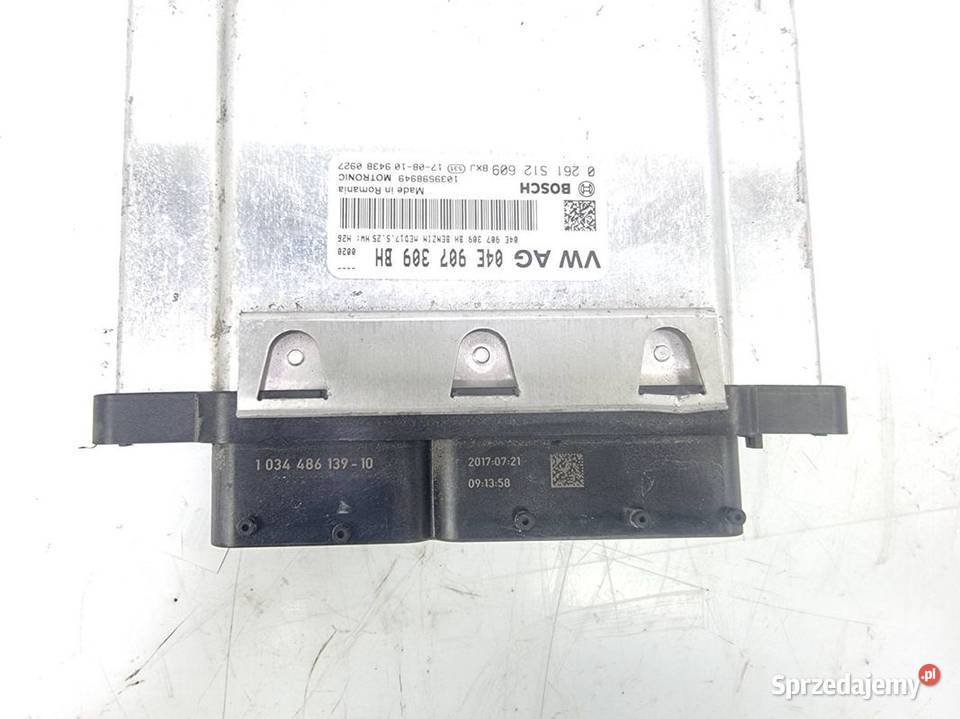 VW AG 04E 907 309 BH
----
0020
04E 907 309 BH BENZIN MED17.5.25 HW: H26
BOSCH
Made in Romania
1039S98949 MOTRONIC
0 261 S12 609 BXJ 17-08-10 9438 0927
1 034 486 139-10
2017:07:21
09:13:58
Sprzedajemy.pl